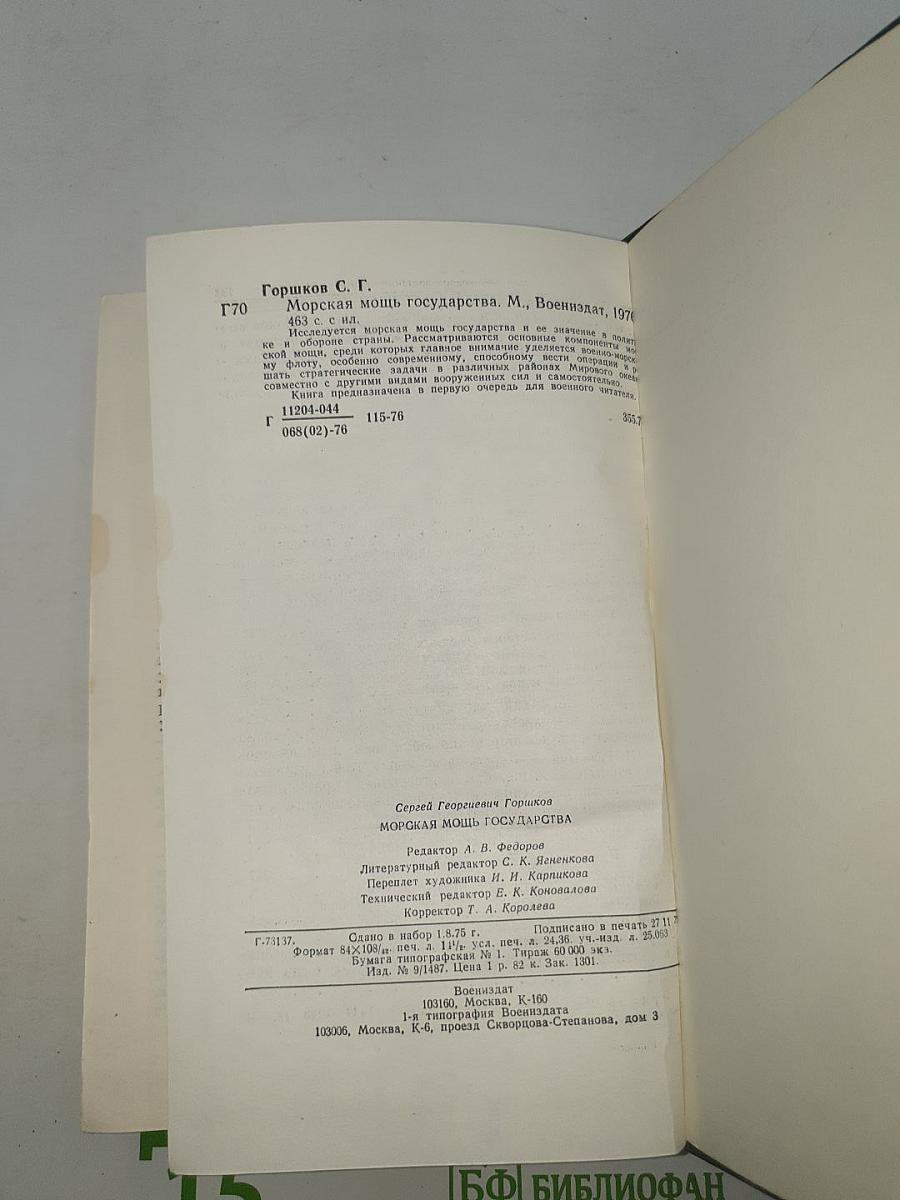 Горшков С. Г.
Г70 Морская мощь государства. М., Воениздат, 197
463 с. с ил.
Исследуется морская мощь государства и ее значение в полити
ке и обороне страны. Рассматриваются основные компоненты мор
ской мощи, среди которых главное внимание уделяется военно-морско
му флоту, особенно современному, способному вести операции и р
шать стратегические задачи в различных районах Мирового океан
совместно с другими видами вооруженных сил и самостоятельно.
Книга предназначена в первую очередь для военного читателя.
Г 11204-044 115-76 355.7
068(02)-76
Сергей Георгиевич Горшков
МОРСКАЯ МОЩЬ ГОСУДАРСТВА
Редактор А. В. Федоров
Литературный редактор С. К. Ягненкова
Переплет художника И. И. Карпикова
Технический редактор Е. К. Коновалова
Корректор Т. А. Королева
Г-73137. Сдано в набор 1.8.75 г. Подписано в печать 27 11
Формат 84×108/ печ. л. усл. печ. л. 24,36. уч.-изд. л. 25,063
Бумага типографская № 1. Тираж 60 000 экз.
Изд. № 9/1487. Цена 1 р. 82 к. Зак. 1301.
Воениздат
103160, Москва, К-160
1-я типография Воениздата
103006, Москва, К-6, проезд Скворцова-Степанова, дом 3
15 БФ БИБЛИОФАН